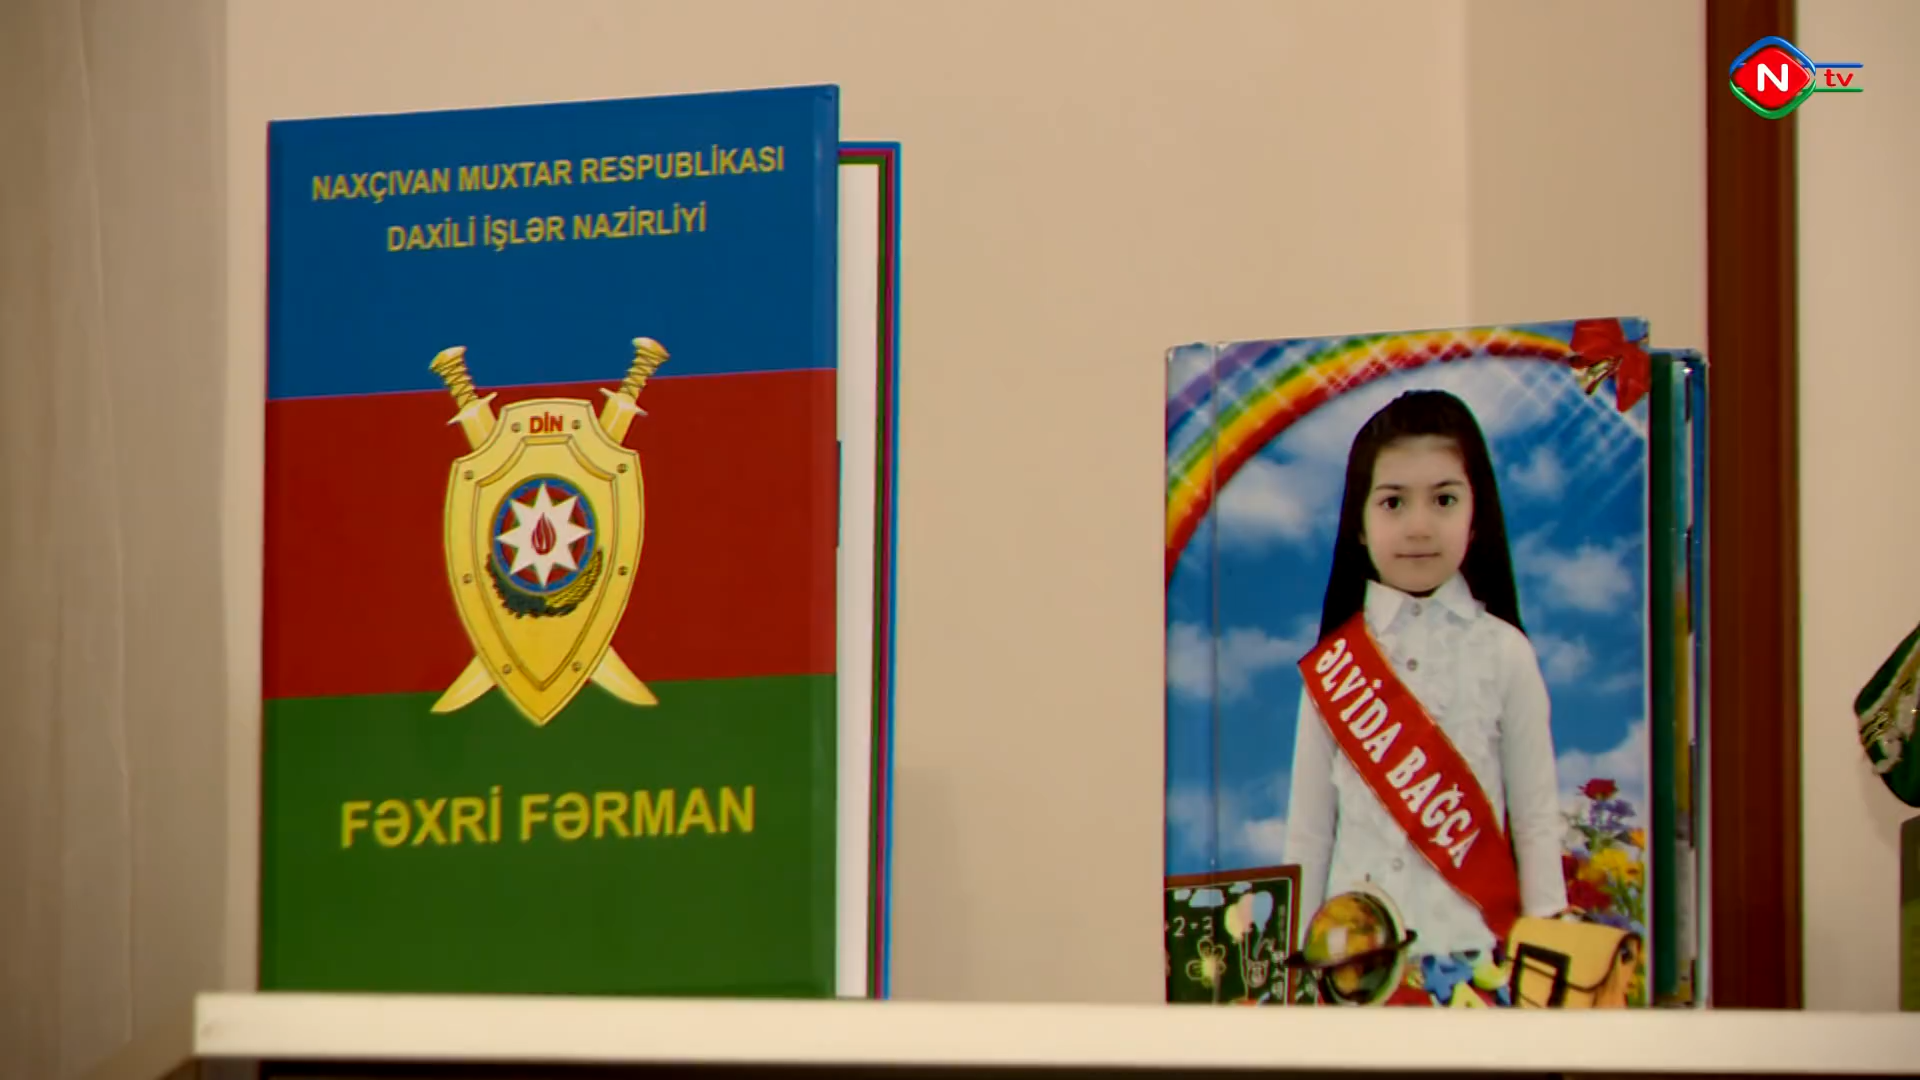 NAXÇIVAN MUXTAR RESPUBLİKASI
DAXİLİ İŞLƏR NAZİRLİYİ
DİN
FƏXRİ FƏRMAN
ƏLVİDA BAĞÇA
N tv